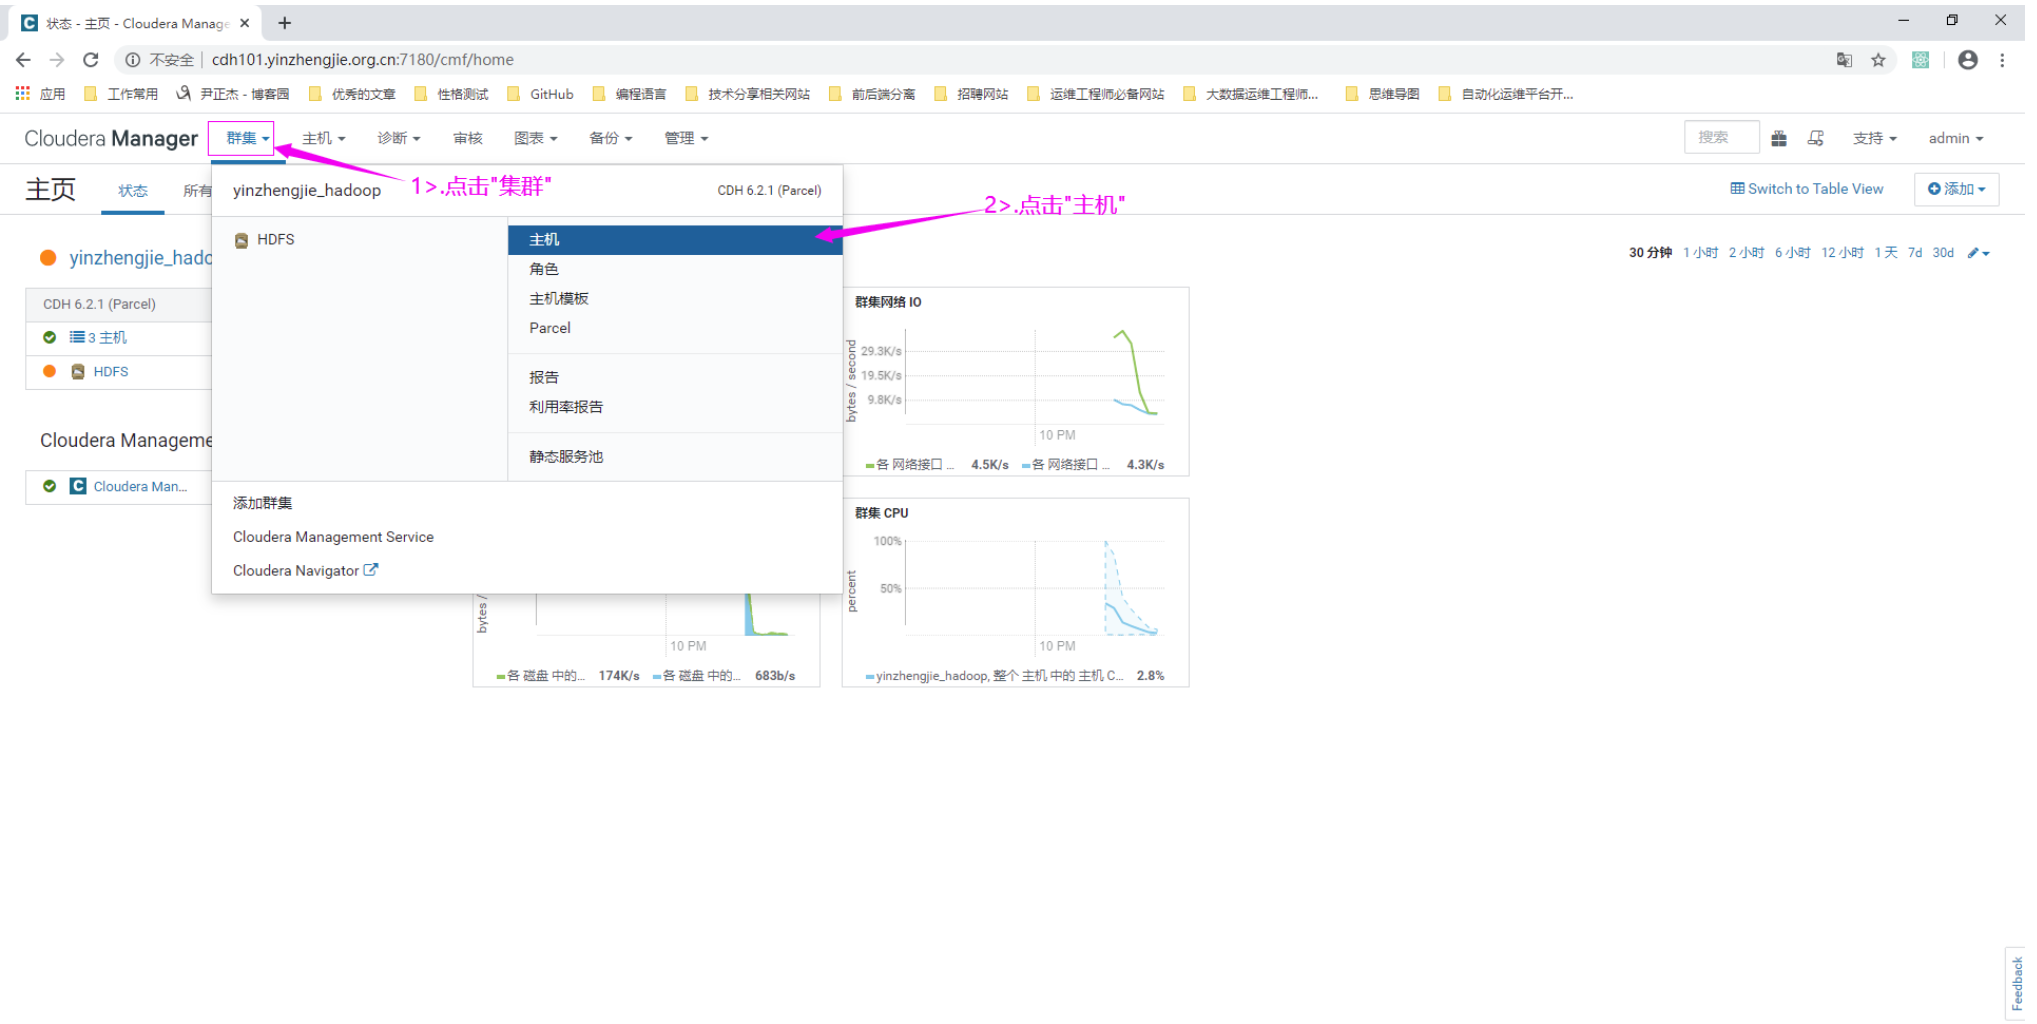 状态 - 主页 - Cloudera Manage
不安全 | cdh101.yinzhengjie.org.cn:7180/cmf/home
应用 工作常用 尹正杰 - 博客园 优秀的文章 性格测试 GitHub 编程语言 技术分享相关网站 前后端分离 招聘网站 运维工程师必备网站 大数据运维工程师... 思维导图 自动化运维平台开...
Cloudera Manager 群集 主机 诊断 审核 图表 备份 管理 搜索 支持 admin
主页 状态 所有 Switch to Table View 添加
yinzhengjie_hadoop CDH 6.2.1 (Parcel)
1>.点击"集群"
2>.点击"主机"
HDFS
主机
角色
主机模板
Parcel
报告
利用率报告
静态服务池
添加群集
Cloudera Management Service
Cloudera Navigator
yinzhengjie_hado
30 分钟 1 小时 2 小时 6 小时 12 小时 1 天 7d 30d
CDH 6.2.1 (Parcel)
3 主机
HDFS
Cloudera Manageme
Cloudera Man...
群集网络 IO
bytes / second
29.3K/s
19.5K/s
9.8K/s
10 PM
各 网络接口 ... 4.5K/s 各 网络接口 ... 4.3K/s
bytes /
10 PM
各 磁盘 中的... 174K/s 各 磁盘 中的... 683b/s
群集 CPU
percent
100%
50%
10 PM
yinzhengjie_hadoop, 整个 主机 中的 主机 C... 2.8%
Feedback